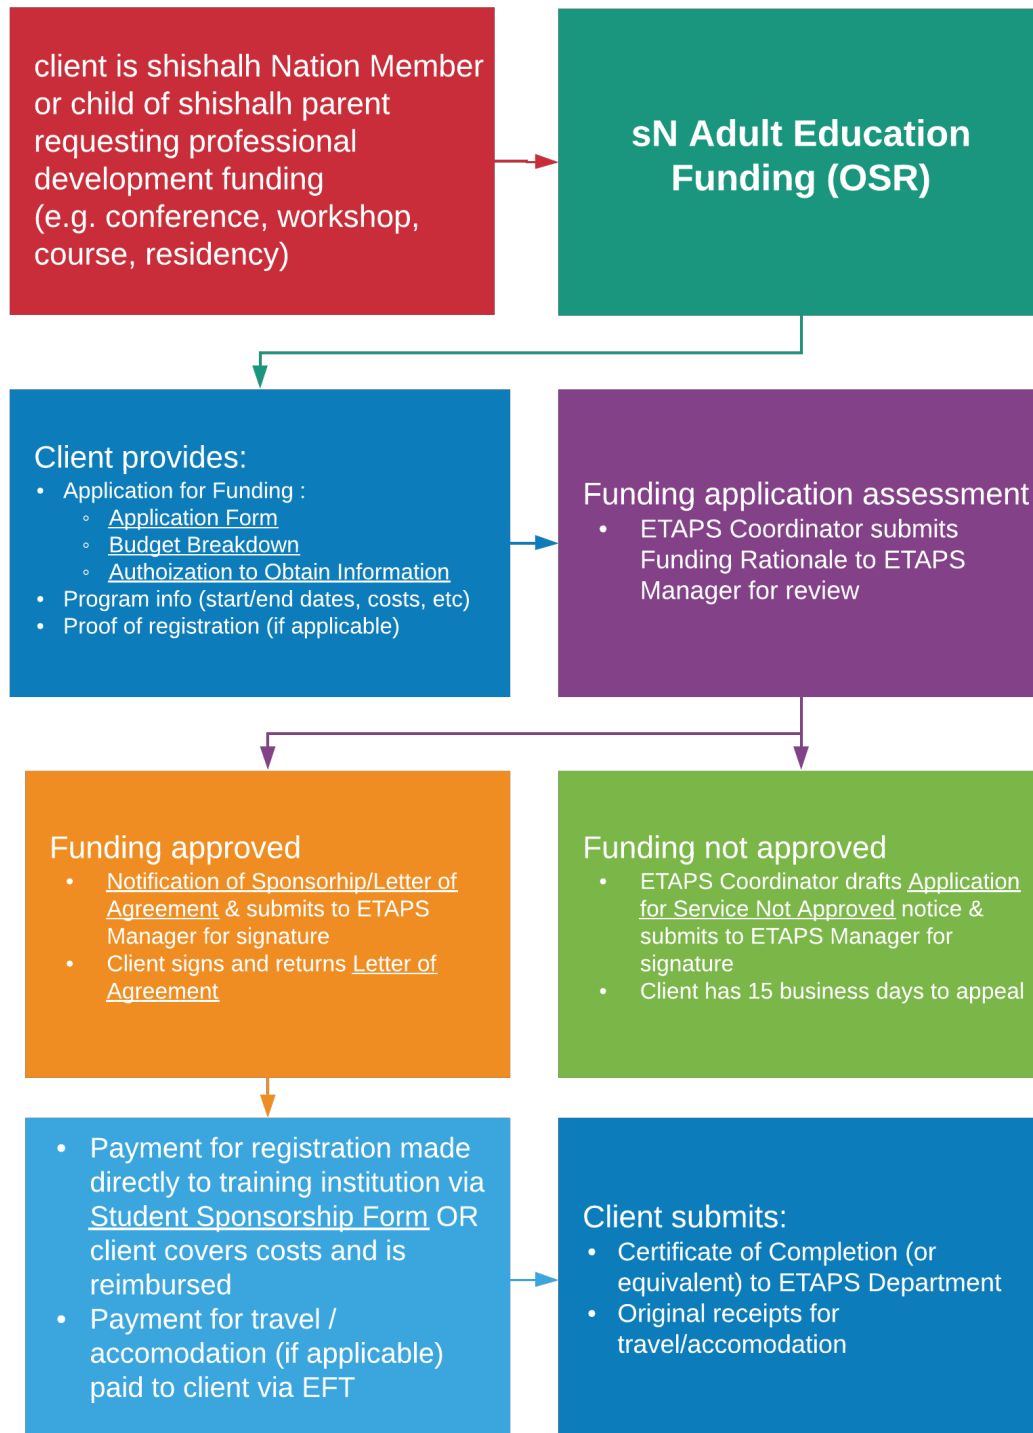 client is shishalh Nation Member
or child of shishalh parent
requesting professional
development funding
(e.g. conference, workshop,
course, residency)
sN Adult Education
Funding (OSR)
Client provides:
• Application for Funding :
◦ Application Form
◦ Budget Breakdown
◦ Authoization to Obtain Information
• Program info (start/end dates, costs, etc)
• Proof of registration (if applicable)
Funding application assessment
• ETAPS Coordinator submits
Funding Rationale to ETAPS
Manager for review
Funding approved
• Notification of Sponsorhip/Letter of
Agreement & submits to ETAPS
Manager for signature
• Client signs and returns Letter of
Agreement
Funding not approved
• ETAPS Coordinator drafts Application
for Service Not Approved notice &
submits to ETAPS Manager for
signature
• Client has 15 business days to appeal
• Payment for registration made
directly to training institution via
Student Sponsorship Form OR
client covers costs and is
reimbursed
• Payment for travel /
accomodation (if applicable)
paid to client via EFT
Client submits:
• Certificate of Completion (or
equivalent) to ETAPS Department
• Original receipts for
travel/accomodation